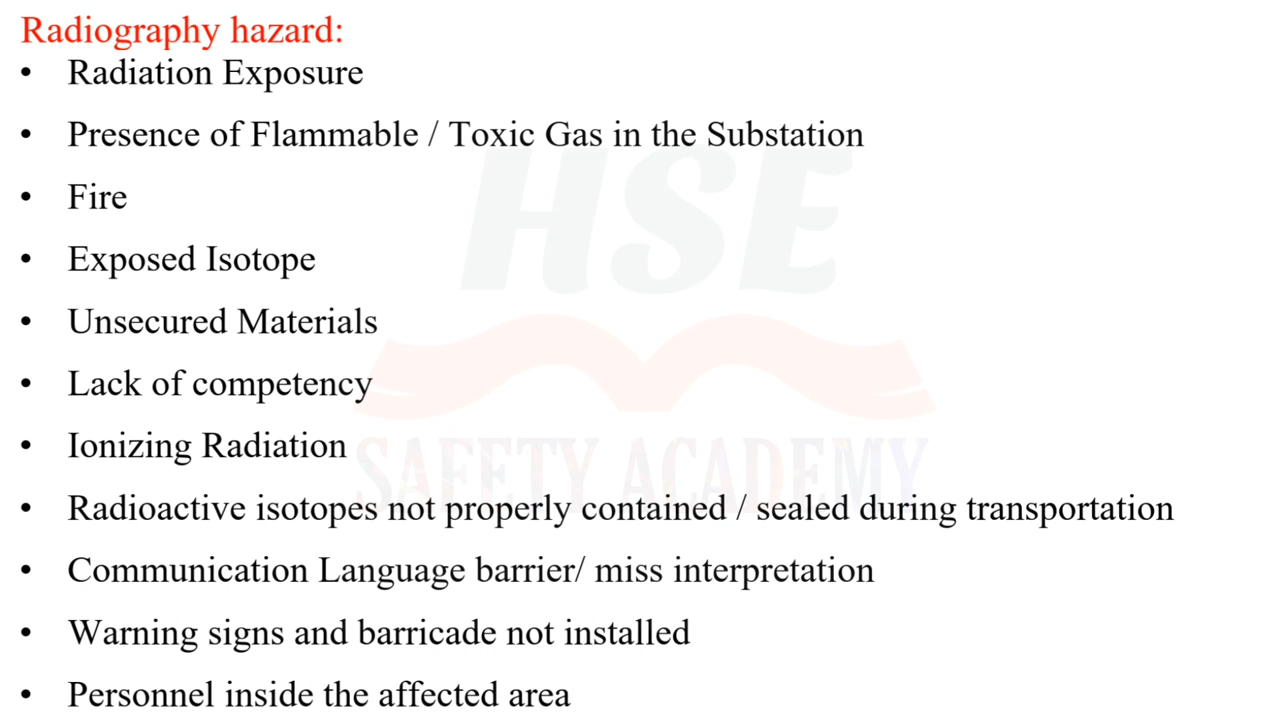 Radiography hazard:
• Radiation Exposure
• Presence of Flammable / Toxic Gas in the Substation
• Fire
• Exposed Isotope
• Unsecured Materials
• Lack of competency
• Ionizing Radiation
• Radioactive isotopes not properly contained / sealed during transportation
• Communication Language barrier/ miss interpretation
• Warning signs and barricade not installed
• Personnel inside the affected area
HSE
SAFETY ACADEMY